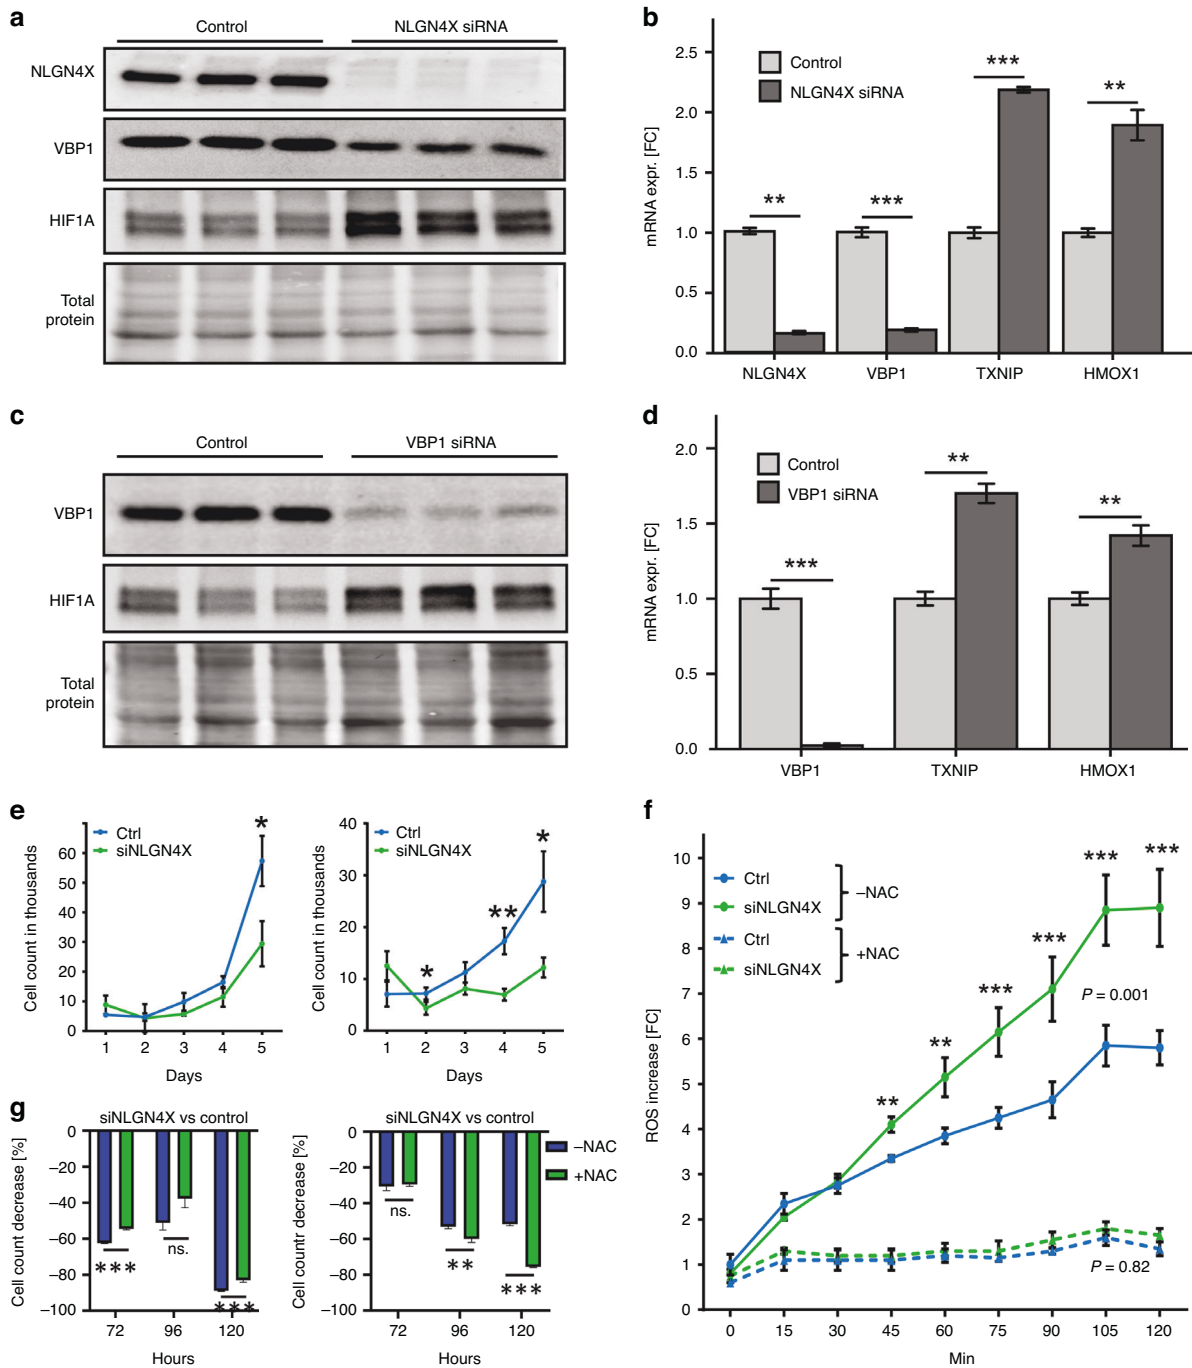 a
Control
NLGN4X siRNA
NLGN4X
VBP1
HIF1A
Total
protein
b
mRNA expr. [FC]
2.5
2.0
1.5
1.0
0.5
0.0
Control
NLGN4X siRNA
**
***
***
**
NLGN4X
VBP1
TXNIP
HMOX1
c
Control
VBP1 siRNA
VBP1
HIF1A
Total
protein
d
mRNA expr. [FC]
2.0
1.5
1.0
0.5
0.0
Control
VBP1 siRNA
***
**
**
VBP1
TXNIP
HMOX1
e
Cell count in thousands
60
50
40
30
20
10
0
Ctrl
siNLGN4X
*
1 2 3 4 5
Days
Cell count in thousands
40
30
20
10
0
Ctrl
siNLGN4X
*
**
*
1 2 3 4 5
Days
f
ROS increase [FC]
10
9
8
7
6
5
4
3
2
1
0
Ctrl
siNLGN4X
–NAC
Ctrl
siNLGN4X
+NAC
**
**
***
***
***
***
P = 0.001
P = 0.82
0 15 30 45 60 75 90 105 120
Min
g
siNLGN4X vs control
Cell count decrease [%]
0
–20
–40
–60
–80
–100
***
ns.
***
72 96 120
Hours
siNLGN4X vs control
Cell countr decrease [%]
0
–20
–40
–60
–80
–100
–NAC
+NAC
ns.
**
***
72 96 120
Hours